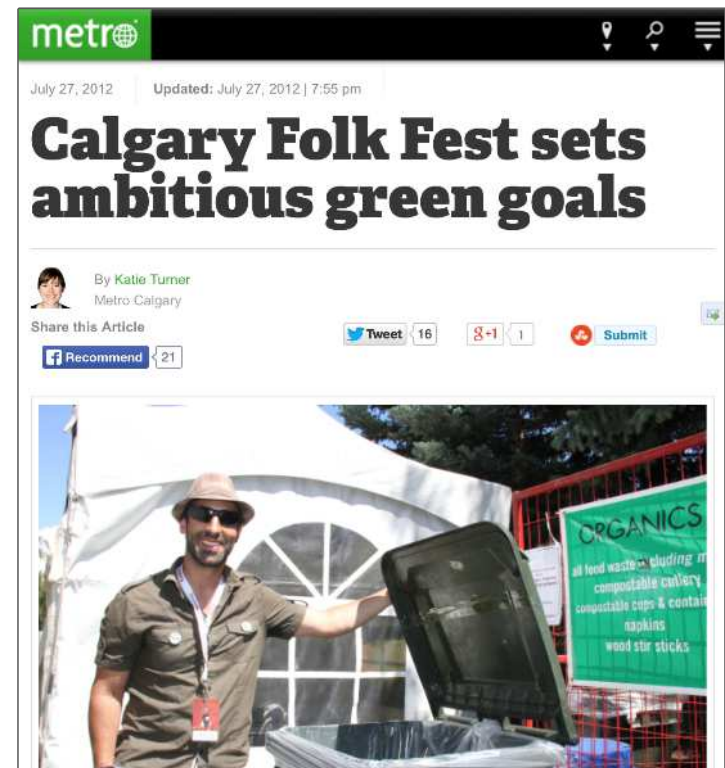 metro
July 27, 2012 Updated: July 27, 2012 | 7:55 pm
Calgary Folk Fest sets
ambitious green goals
By Katie Turner
Metro Calgary
Share this Article
Tweet 16 g+1 1 Submit
Recommend 21
ORGANICS
all food waste including m
compostable cutlery
compostable cups & contain
napkins
wood stir sticks